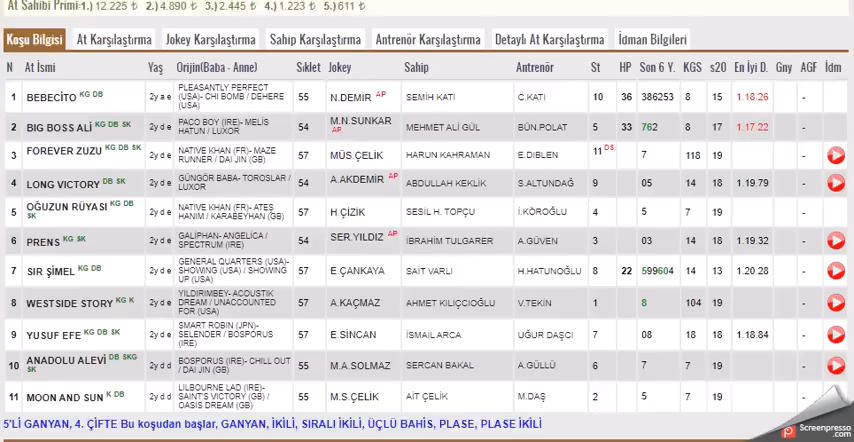 At Sahibi Primi:1.) 12.225 ₺ 2.) 4.890 ₺ 3.) 2.445 ₺ 4.) 1.223 ₺ 5.) 611 ₺
Koşu Bilgisi At Karşılaştırma Jokey Karşılaştırma Sahip Karşılaştırma Antrenör Karşılaştırma Detaylı At Karşılaştırma İdman Bilgileri
N At İsmi Yaş Orijin(Baba - Anne) Sıklet Jokey Sahip Antrenör St HP Son 6 Y. KGS s20 En İyi D. Gny AGF İdm
1 BEBECİTO KG DB 2y a e PLEASANTLY PERFECT (USA)- CHI BOMB / DEHERE (USA) 55 N.DEMİR AP SEMİH KATI C.KATI 10 36 386253 8 15 1.18.26 -
2 BIG BOSS ALİ KG DB SK 2y d e PACO BOY (IRE)- MELİS HATUN / LUXOR 54 M.N.SUNKAR AP MEHMET ALİ GÜL BÜN.POLAT 5 33 762 8 17 1.17.22 -
3 FOREVER ZUZU KG DB SK 2y d e NATIVE KHAN (FR)- MAZE RUNNER / DAI JIN (GB) 57 MÜS.ÇELİK HARUN KAHRAMAN E.DIBLEN 11 DS 7 118 19 -
4 LONG VICTORY DB SK 2y d e GÜNGÖR BABA- TOROSLAR / LUXOR 54 A.AKDEMİR AP ABDULLAH KEKLİK S.ALTUNDAĞ 9 05 14 18 1.19.79 -
5 OĞUZUN RÜYASI KG DB SK 2y d e NATIVE KHAN (FR)- ATEŞ HANIM / KARABEYHAN (GB) 57 H.ÇİZİK SESİL H. TOPÇU İ.KÖROĞLU 4 5 7 19 -
6 PRENS KG SK 2y d e GALIPHAN- ANGELİCA / SPECTRUM (IRE) 54 SER.YILDIZ AP İBRAHİM TULGARER A.GÜVEN 3 03 14 18 1.19.32 -
7 SIR ŞİMEL KG DB 2y d e GENERAL QUARTERS (USA)- SHOWING (USA) / SHOWING UP (USA) 57 E.ÇANKAYA SAİT VARLI H.HATUNOĞLU 8 22 599604 14 13 1.20.28 -
8 WESTSIDE STORY KG K 2y d e YILDIRIMBEY- ACOUSTIK DREAM / UNACCOUNTED FOR (USA) 57 A.KAÇMAZ AHMET KILIÇCIOĞLU V.TEKİN 1 8 104 19 -
9 YUSUF EFE KG DB SK 2y d e SMART ROBIN (JPN)- SELENDER / BOSPORUS (IRE) 57 E.SİNCAN İSMAİL ARCA UĞUR DAŞCI 7 08 18 18 1.18.84 -
10 ANADOLU ALEVİ DB SKG SK 2y d d BOSPORUS (IRE)- CHILL OUT / DAI JIN (GB) 55 M.A.SOLMAZ SERCAN BAKAL A.GÜLLÜ 6 7 7 19 -
11 MOON AND SUN K DB 2y d d LILBOURNE LAD (IRE)- SAINT'S VICTORY (GB) / OASIS DREAM (GB) 55 M.S.ÇELİK AİT ÇELİK M.DAŞ 2 5 7 19 -
5'Lİ GANYAN, 4. ÇİFTE Bu koşudan başlar, GANYAN, İKİLİ, SIRALI İKİLİ, ÜÇLÜ BAHİS, PLASE, PLASE İKİLİ
Screenpresso.com